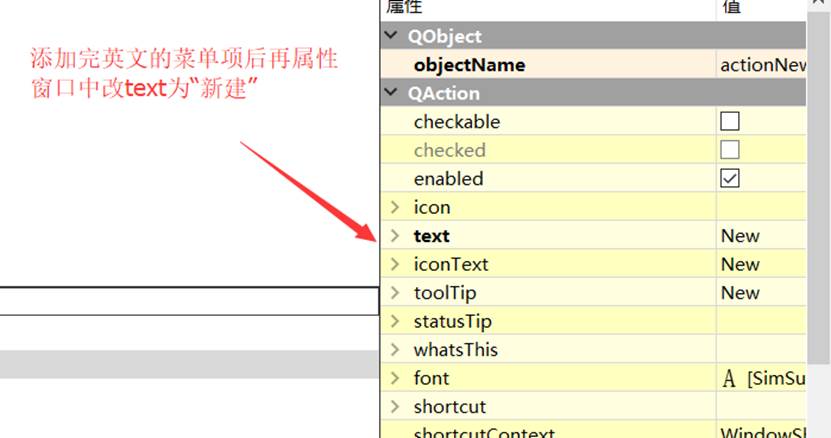 属性 值
添加完英文的菜单项后再属性
窗口中改text为“新建”
QObject
objectName actionNew
QAction
checkable
checked
enabled
icon
text New
iconText New
toolTip New
statusTip
whatsThis
font A [SimSu
shortcut
shortcutContext WindowSh